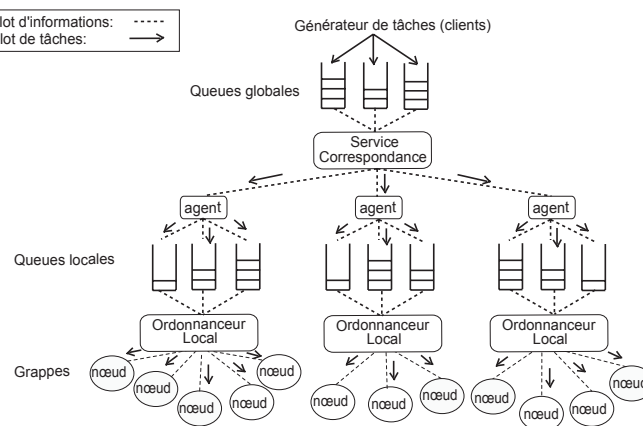 lot d'informations:
lot de tâches:
Générateur de tâches (clients)
Queues globales
Service
Correspondance
agent
agent
agent
Queues locales
Ordonnanceur
Local
Ordonnanceur
Local
Ordonnanceur
Local
Grappes
nœud
nœud
nœud
nœud
nœud
nœud
nœud
nœud
nœud
nœud
nœud
nœud